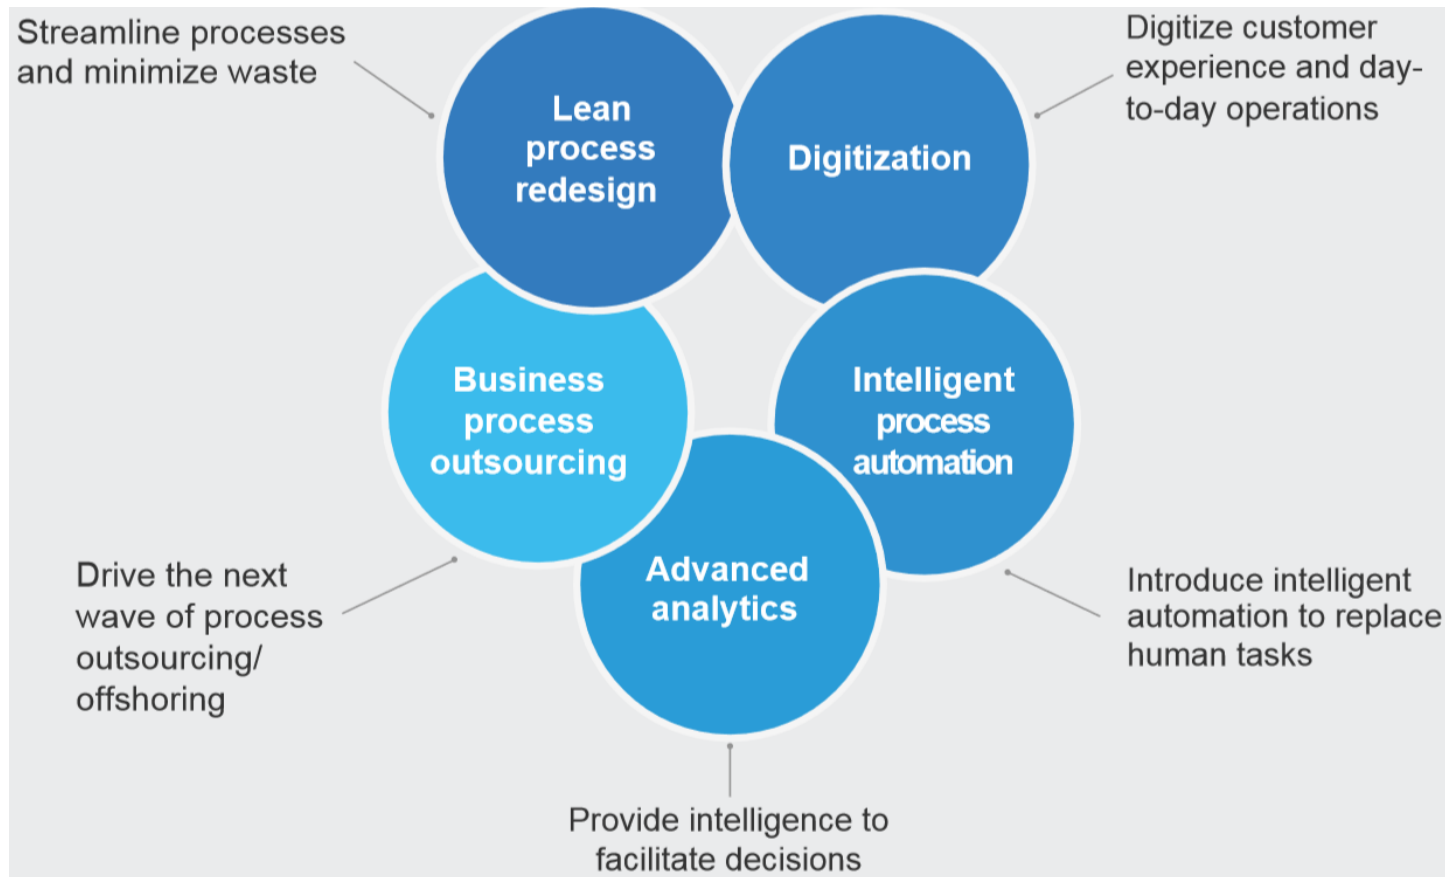 Streamline processes
and minimize waste
Lean
process
redesign
Digitization
Digitize customer
experience and day-
to-day operations
Business
process
outsourcing
Intelligent
process
automation
Advanced
analytics
Drive the next
wave of process
outsourcing/
offshoring
Introduce intelligent
automation to replace
human tasks
Provide intelligence to
facilitate decisions